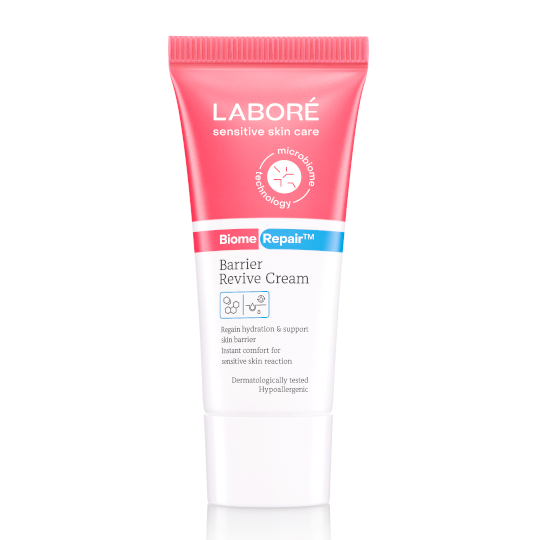 LABORÉ
sensitive skin care
microbiome
technology
Biome Repair™
Barrier
Revive Cream
Regain hydration & support
skin barrier
Instant comfort for
sensitive skin reaction
Dermatologically tested
Hypoallergenic